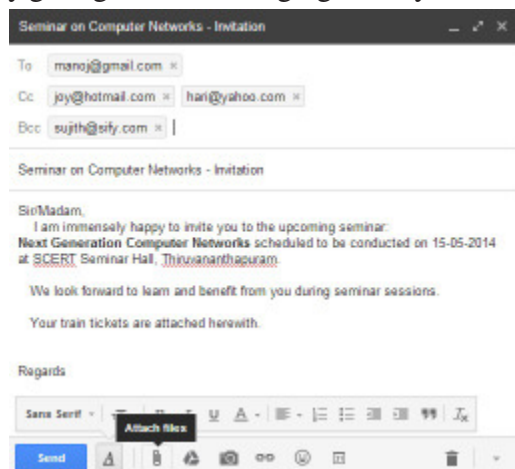 Seminar on Computer Networks - Invitation
To manoj@gmail.com ×
Cc joy@hotmail.com × hari@yahoo.com ×
Bcc sujith@sify.com ×
Seminar on Computer Networks - Invitation
Sir/Madam,
I am immensely happy to invite you to the upcoming seminar:
Next Generation Computer Networks scheduled to be conducted on 15-05-2014
at SCERT Seminar Hall, Thiruvananthapuram.
We look forward to learn and benefit from you during seminar sessions.
Your train tickets are attached herewith.
Regards
Sans Serif
Attach files
Send